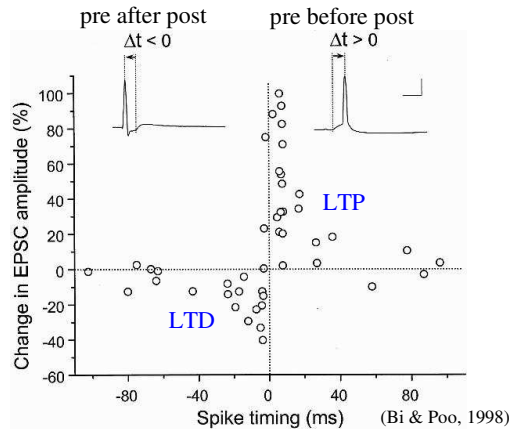 pre after post
pre before post
Δt < 0
Δt > 0
100
80
60
40
20
0
-20
-40
-60
Change in EPSC amplitude (%)
LTP
LTD
-80
-40
0
40
80
Spike timing (ms)
(Bi & Poo, 1998)